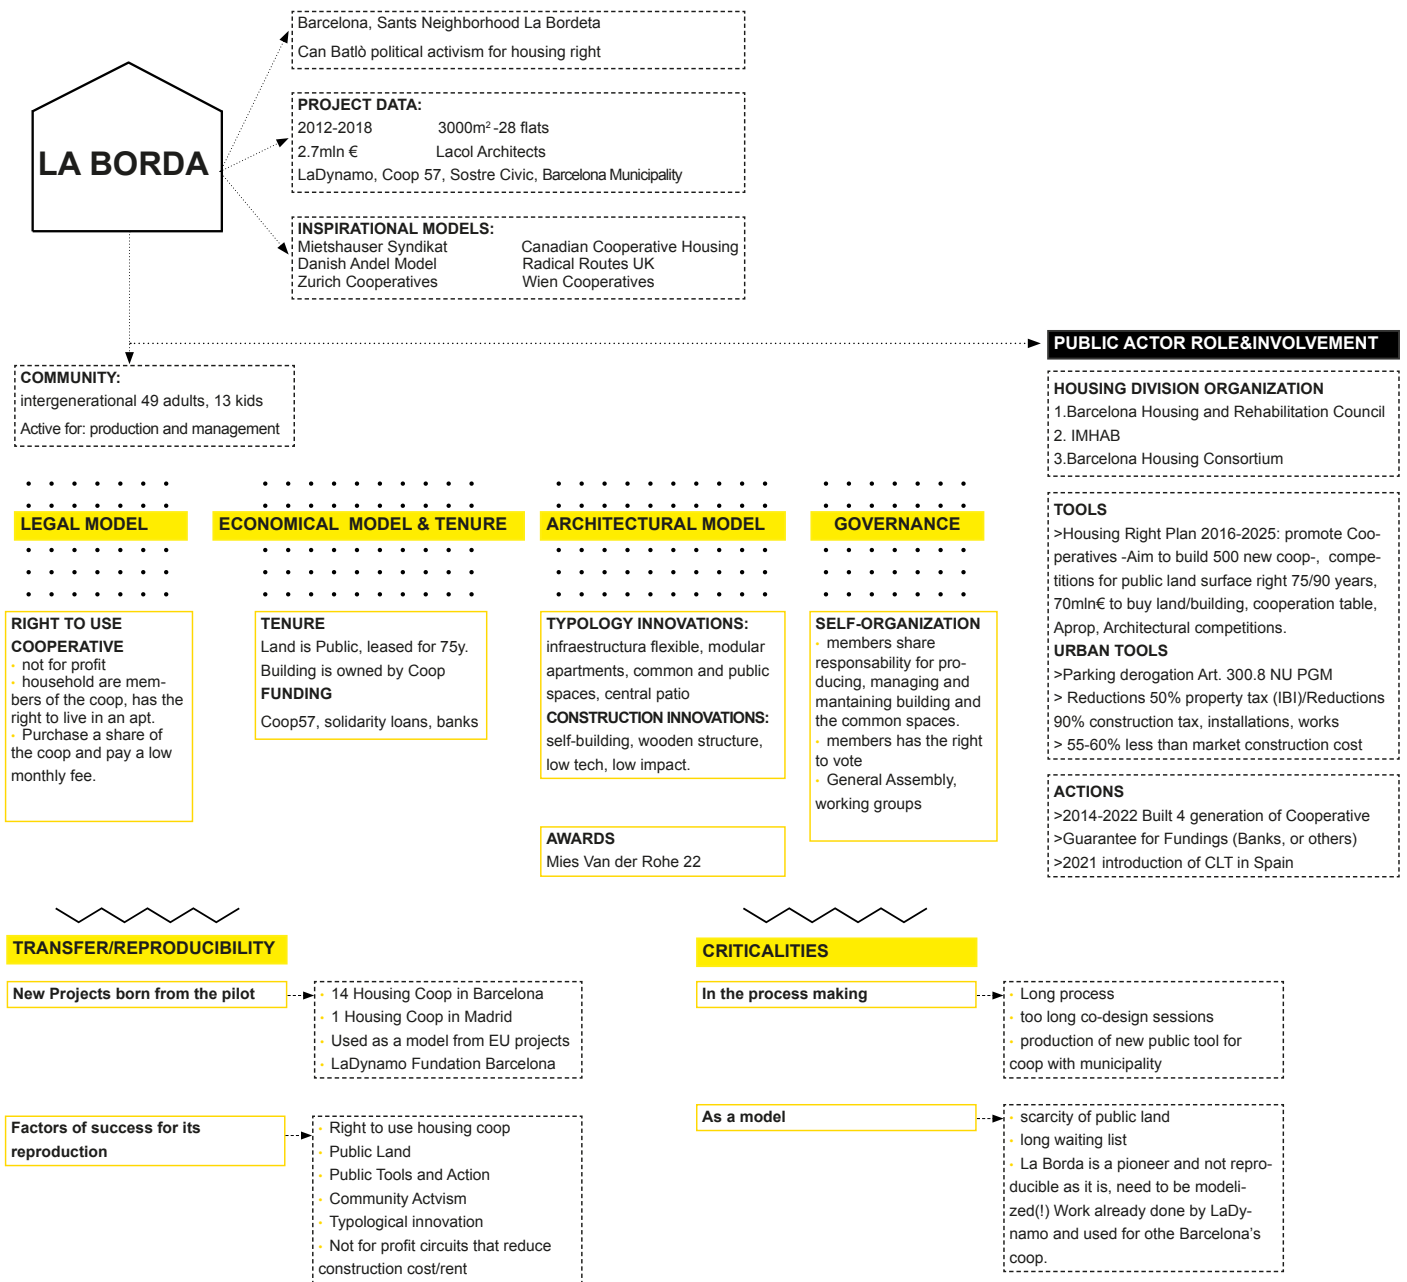 LA BORDA
Barcelona, Sants Neighborhood La Bordeta
Can Batlò political activism for housing right
PROJECT DATA:
2012-2018 3000m² -28 flats
2.7mln € Lacol Architects
LaDynamo, Coop 57, Sostre Civic, Barcelona Municipality
INSPIRATIONAL MODELS:
Mietshauser Syndikat Canadian Cooperative Housing
Danish Andel Model Radical Routes UK
Zurich Cooperatives Wien Cooperatives
COMMUNITY:
intergenerational 49 adults, 13 kids
Active for: production and management
PUBLIC ACTOR ROLE&INVOLVEMENT
HOUSING DIVISION ORGANIZATION
1.Barcelona Housing and Rehabilitation Council
2. IMHAB
3.Barcelona Housing Consortium
TOOLS
>Housing Right Plan 2016-2025: promote Coo-
peratives -Aim to build 500 new coop-, compe-
titions for public land surface right 75/90 years,
70mln€ to buy land/building, cooperation table,
Aprop, Architectural competitions.
URBAN TOOLS
>Parking derogation Art. 300.8 NU PGM
> Reductions 50% property tax (IBI)/Reductions
90% construction tax, installations, works
> 55-60% less than market construction cost
ACTIONS
>2014-2022 Built 4 generation of Cooperative
>Guarantee for Fundings (Banks, or others)
>2021 introduction of CLT in Spain
LEGAL MODEL
RIGHT TO USE
COOPERATIVE
· not for profit
· household are mem-
bers of the coop, has the
right to live in an apt.
· Purchase a share of
the coop and pay a low
monthly fee.
ECONOMICAL MODEL & TENURE
TENURE
Land is Public, leased for 75y.
Building is owned by Coop
FUNDING
Coop57, solidarity loans, banks
ARCHITECTURAL MODEL
TYPOLOGY INNOVATIONS:
infraestructura flexible, modular
apartments, common and public
spaces, central patio
CONSTRUCTION INNOVATIONS:
self-building, wooden structure,
low tech, low impact.
AWARDS
Mies Van der Rohe 22
GOVERNANCE
SELF-ORGANIZATION
· members share
responsability for pro-
ducing, managing and
mantaining building and
the common spaces.
· members has the right
to vote
· General Assembly,
working groups
TRANSFER/REPRODUCIBILITY
New Projects born from the pilot
· 14 Housing Coop in Barcelona
· 1 Housing Coop in Madrid
· Used as a model from EU projects
· LaDynamo Fundation Barcelona
Factors of success for its
reproduction
· Right to use housing coop
· Public Land
· Public Tools and Action
· Community Actvism
· Typological innovation
· Not for profit circuits that reduce
construction cost/rent
CRITICALITIES
In the process making
· Long process
· too long co-design sessions
· production of new public tool for
coop with municipality
As a model
· scarcity of public land
· long waiting list
· La Borda is a pioneer and not repro-
ducible as it is, need to be modeli-
zed(!) Work already done by LaDy-
namo and used for othe Barcelona's
coop.